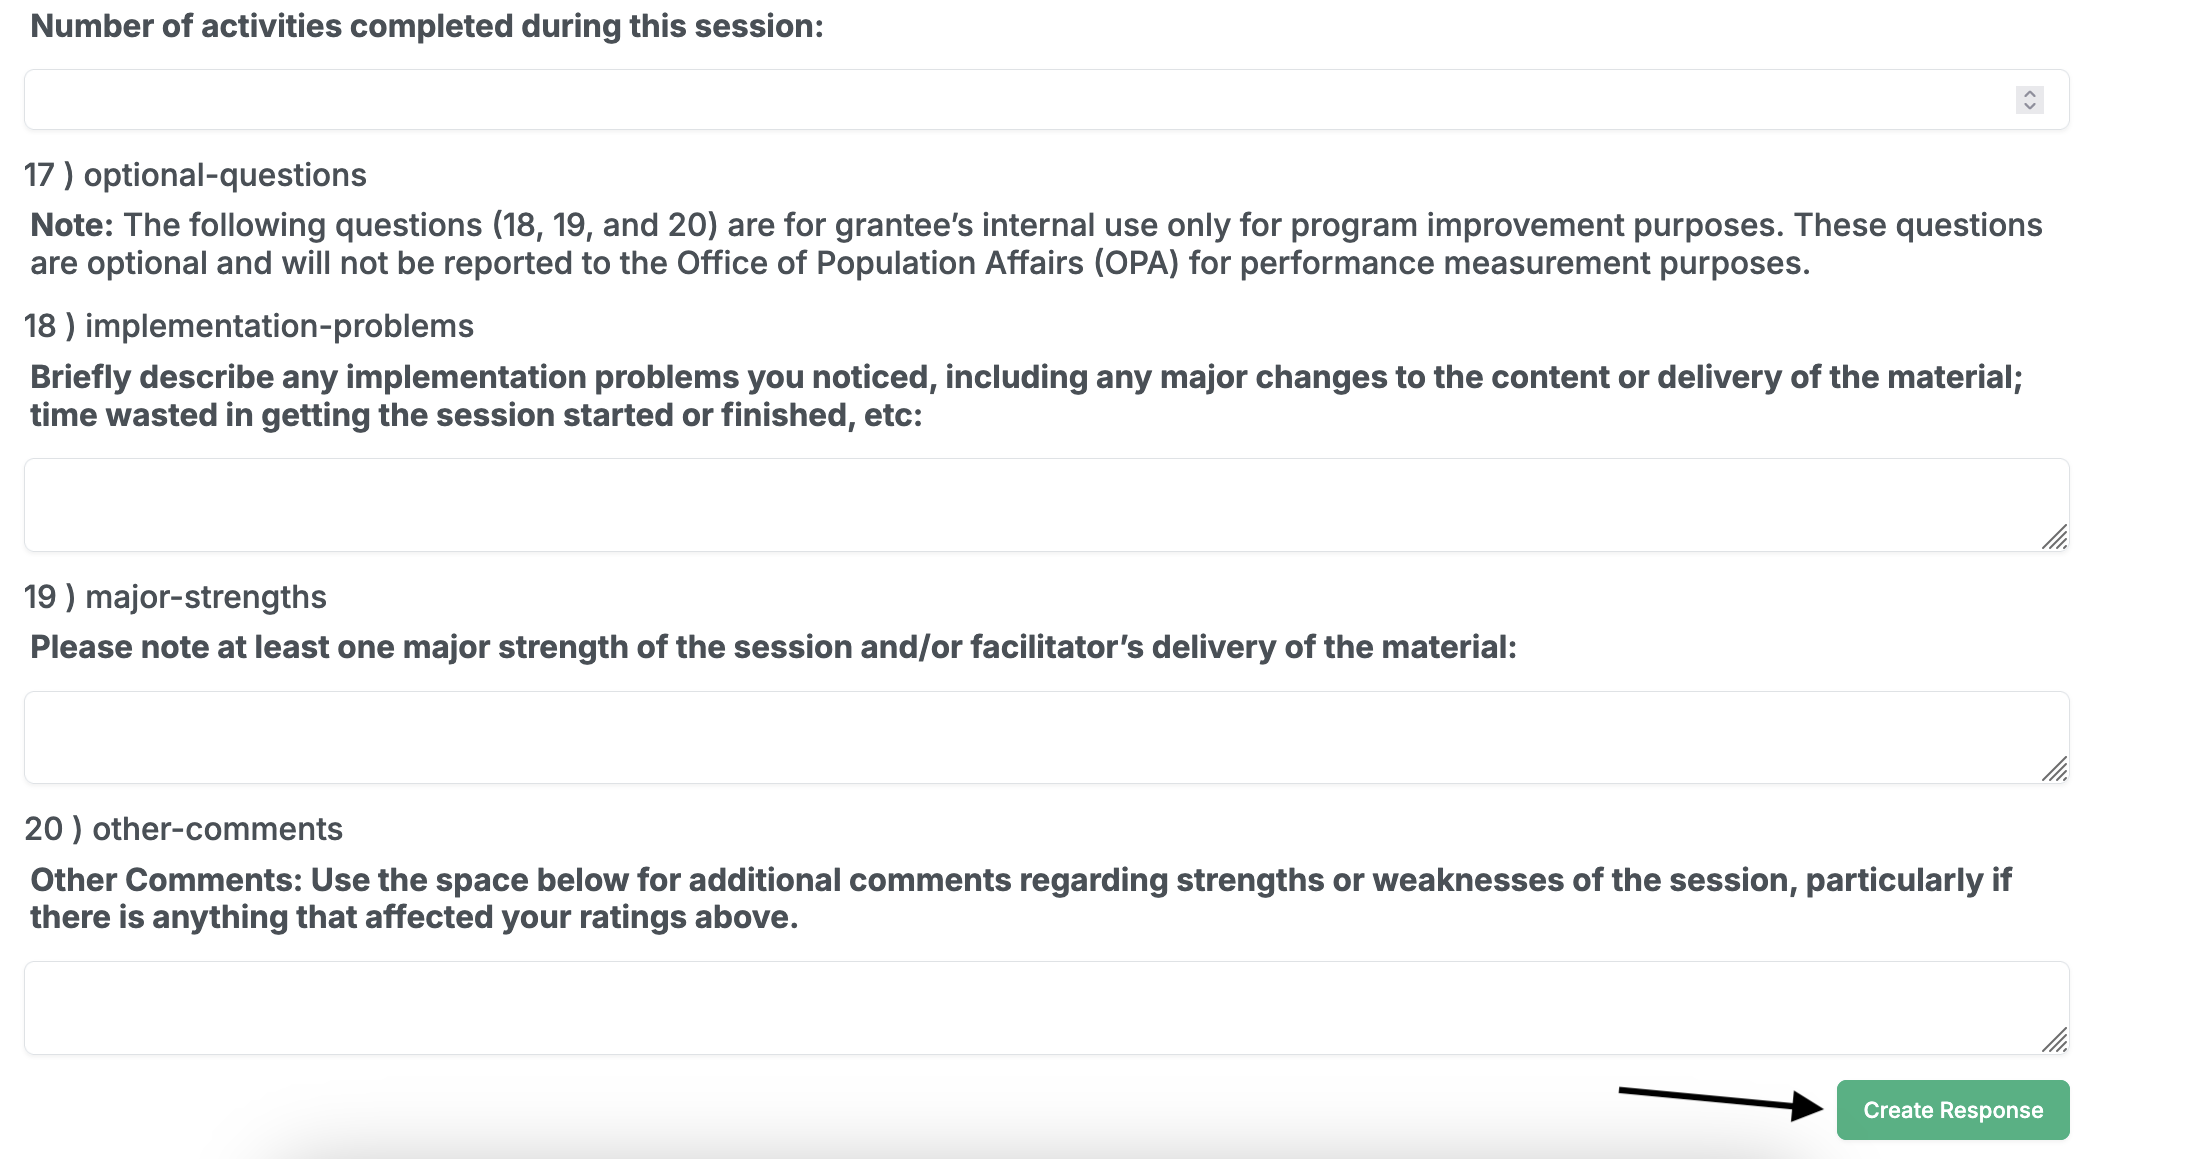 Number of activities completed during this session:
17 ) optional-questions
Note: The following questions (18, 19, and 20) are for grantee’s internal use only for program improvement purposes. These questions
are optional and will not be reported to the Office of Population Affairs (OPA) for performance measurement purposes.
18 ) implementation-problems
Briefly describe any implementation problems you noticed, including any major changes to the content or delivery of the material;
time wasted in getting the session started or finished, etc:
19 ) major-strengths
Please note at least one major strength of the session and/or facilitator’s delivery of the material:
20 ) other-comments
Other Comments: Use the space below for additional comments regarding strengths or weaknesses of the session, particularly if
there is anything that affected your ratings above.
Create Response